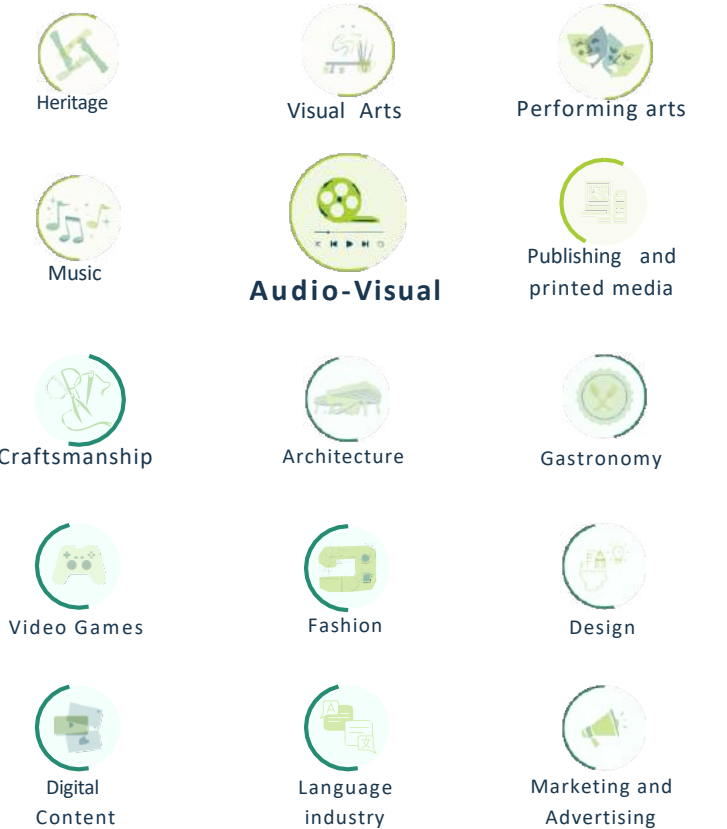 Heritage
Visual Arts
Performing arts
Music
Audio-Visual
Publishing and
printed media
Craftsmanship
Architecture
Gastronomy
Video Games
Fashion
Design
Digital
Content
Language
industry
Marketing and
Advertising